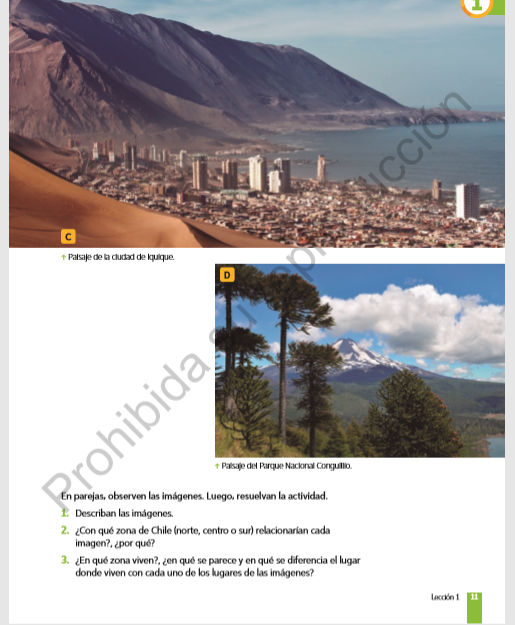 1
C
↑ Paisaje de la ciudad de Iquique.
D
↑ Paisaje del Parque Nacional Conguillío.
Prohibida su reproducción
En parejas, observen las imágenes. Luego, resuelvan la actividad.
1. Describan las imágenes.
2. ¿Con qué zona de Chile (norte, centro o sur) relacionarían cada
imagen?, ¿por qué?
3. ¿En qué zona viven?, ¿en qué se parece y en qué se diferencia el lugar
donde viven con cada uno de los lugares de las imágenes?
Lección 1 11